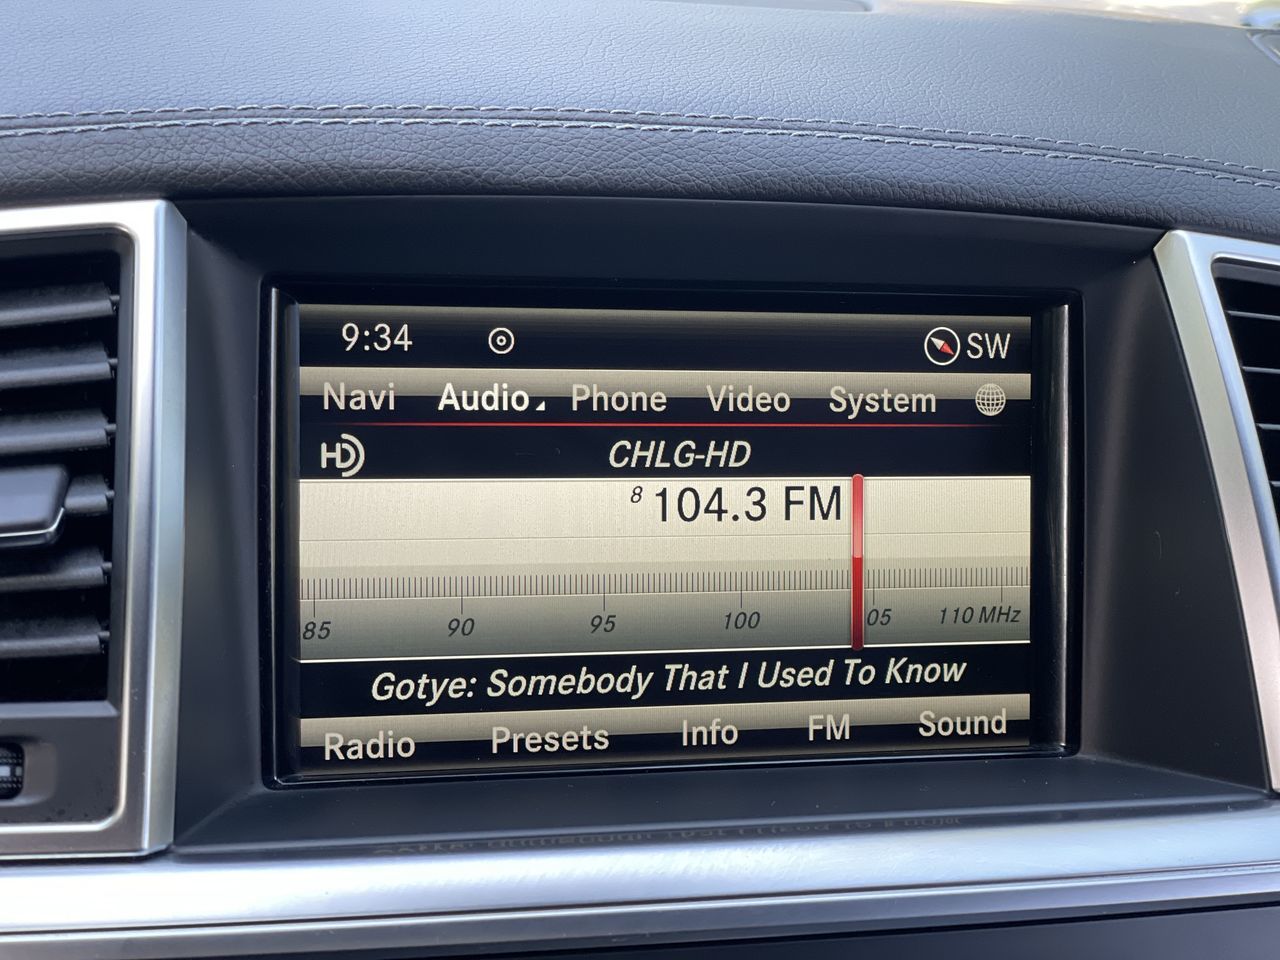 9:34 SW
Navi Audio Phone Video System
HD CHLG-HD
8 104.3 FM
85 90 95 100 05 110 MHz
Gotye: Somebody That I Used To Know
Radio Presets Info FM Sound